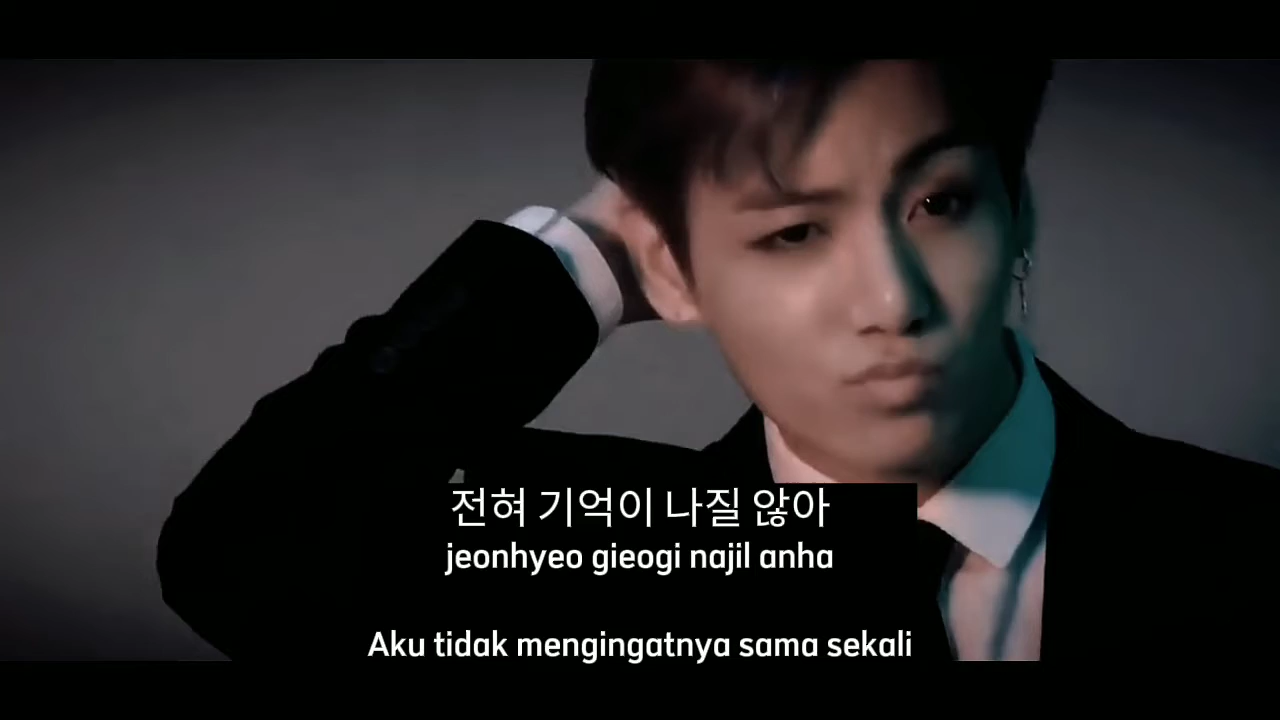 전혀 기억이 나질 않아
jeonhyeo gieogi najil anha
Aku tidak mengingatnya sama sekali